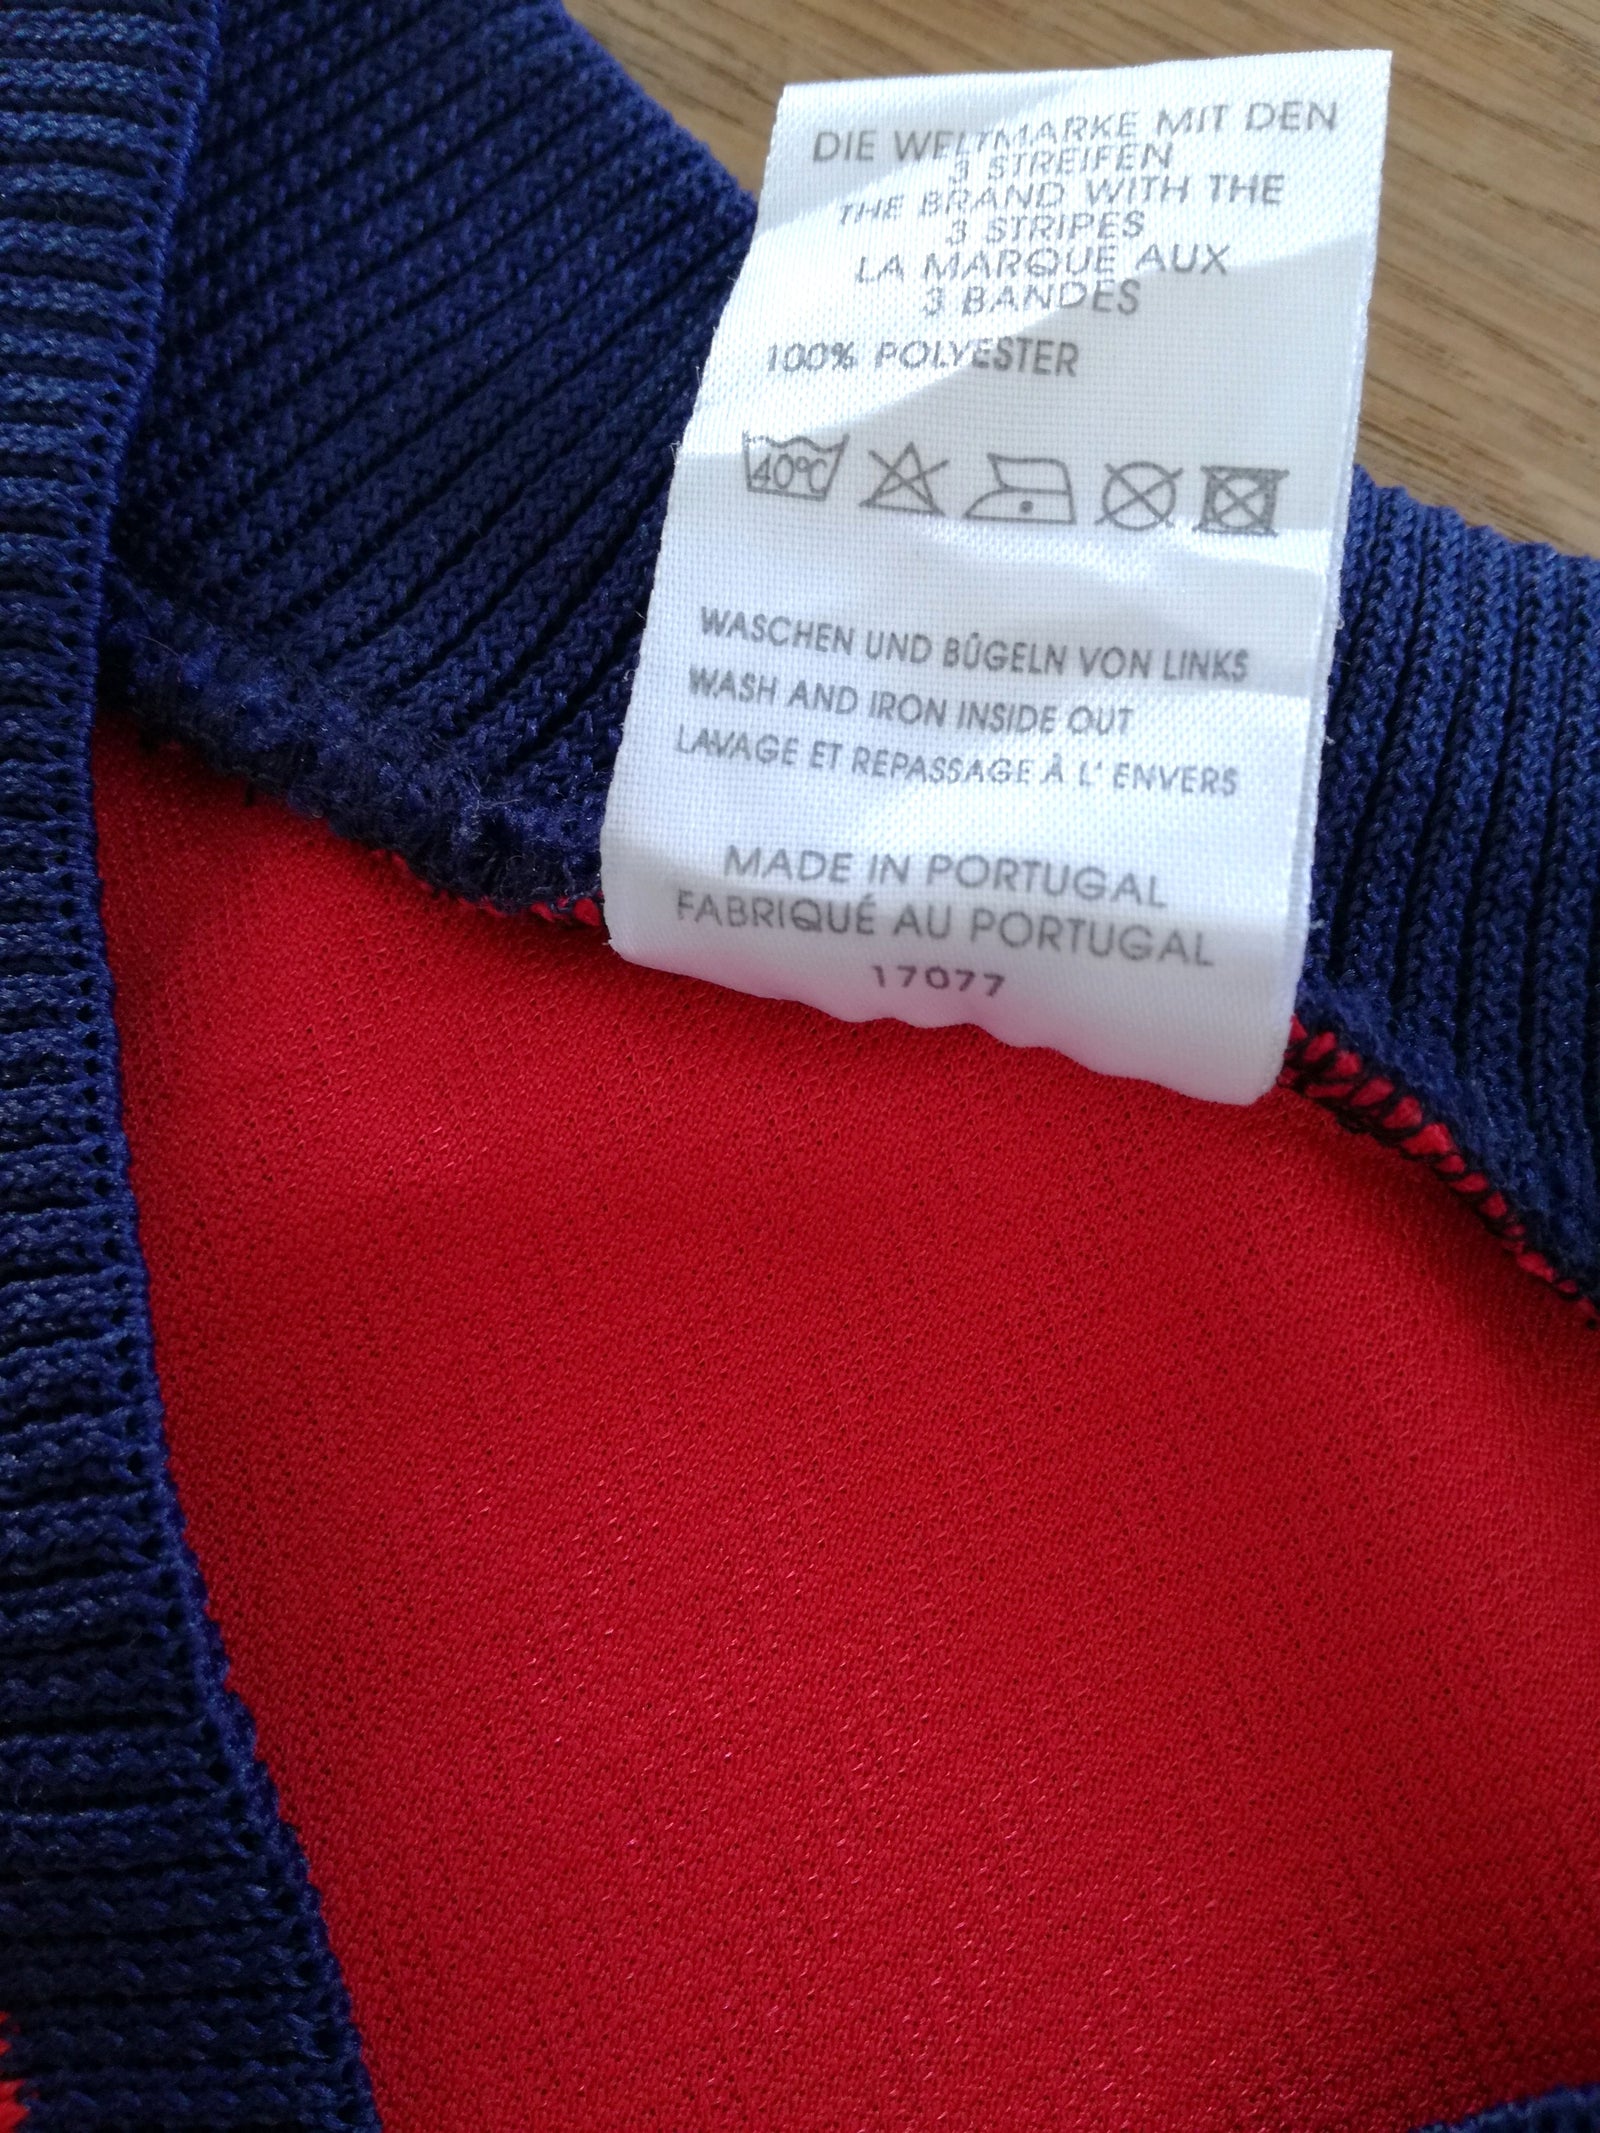 DIE WELTMARKE MIT DEN
3 STREIFEN
THE BRAND WITH THE
3 STRIPES
LA MARQUE AUX
3 BANDES
100% POLYESTER
40°C
WASCHEN UND BÜGELN VON LINKS
WASH AND IRON INSIDE OUT
LAVAGE ET REPASSAGE À L' ENVERS
MADE IN PORTUGAL
FABRIQUÉ AU PORTUGAL
17077